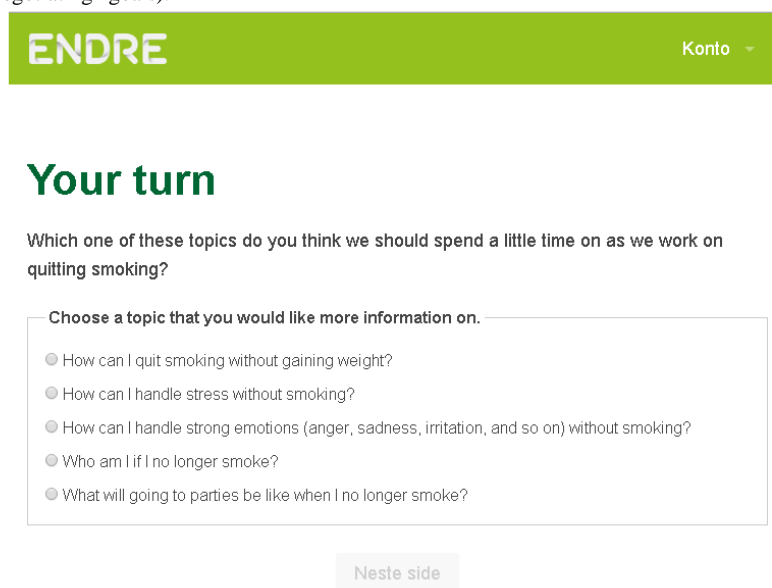 ENDRE
Konto
Your turn
Which one of these topics do you think we should spend a little time on as we work on
quitting smoking?
Choose a topic that you would like more information on.
How can I quit smoking without gaining weight?
How can I handle stress without smoking?
How can I handle strong emotions (anger, sadness, irritation, and so on) without smoking?
Who am I if I no longer smoke?
What will going to parties be like when I no longer smoke?
Neste side